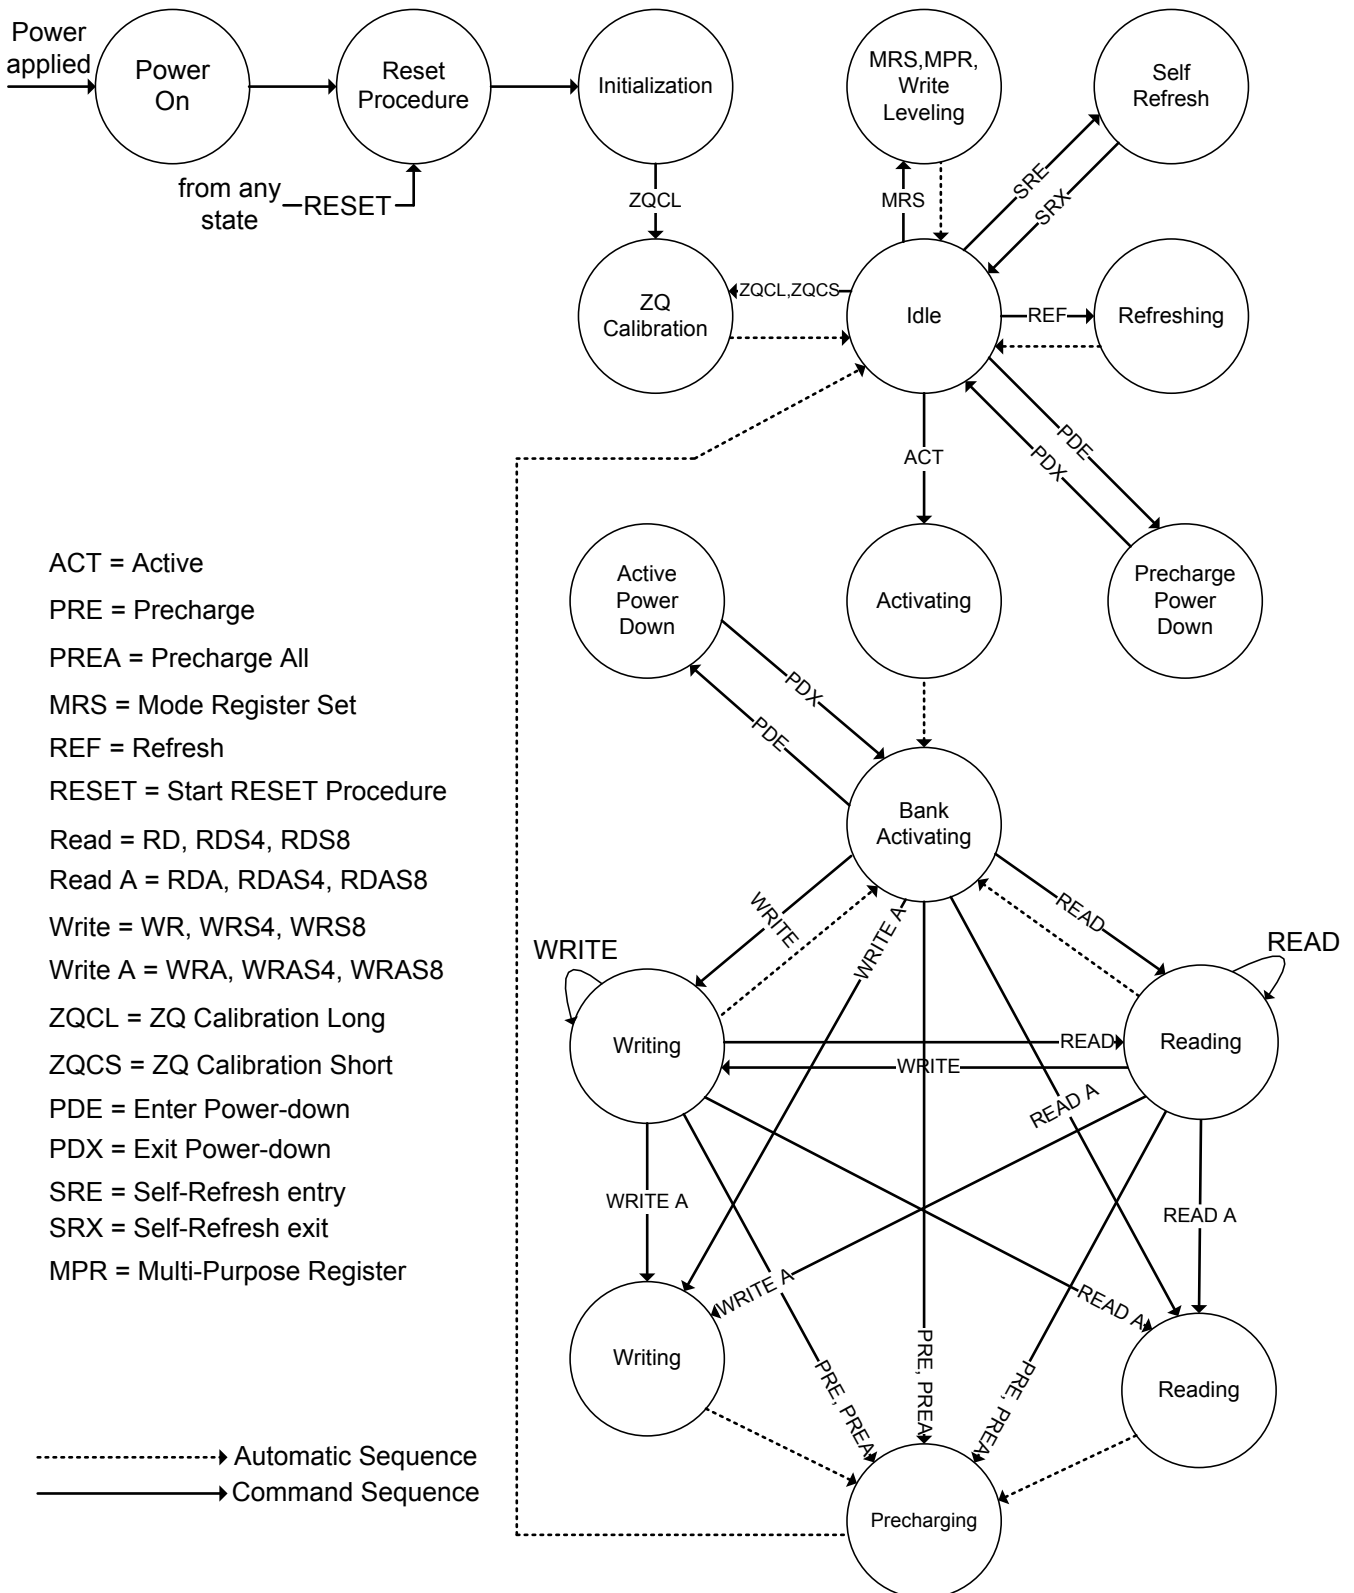 Power
applied
Power
On
Reset
Procedure
Initialization
MRS,MPR,
Write
Leveling
Self
Refresh
from any
state
RESET
ZQCL
MRS
SRE
SRX
ZQ
Calibration
ZQCL,ZQCS
Idle
REF
Refreshing
ACT
PDE
PDX
Active
Power
Down
Activating
Precharge
Power
Down
PDX
PDE
Bank
Activating
WRITE
WRITE A
READ
WRITE
READ
Writing
READ
WRITE
Reading
READ A
WRITE A
READ A
WRITE A
READ A
Writing
PRE, PREA
PRE, PREA
PRE, PREA
Reading
Precharging
ACT = Active
PRE = Precharge
PREA = Precharge All
MRS = Mode Register Set
REF = Refresh
RESET = Start RESET Procedure
Read = RD, RDS4, RDS8
Read A = RDA, RDAS4, RDAS8
Write = WR, WRS4, WRS8
Write A = WRA, WRAS4, WRAS8
ZQCL = ZQ Calibration Long
ZQCS = ZQ Calibration Short
PDE = Enter Power-down
PDX = Exit Power-down
SRE = Self-Refresh entry
SRX = Self-Refresh exit
MPR = Multi-Purpose Register
Automatic Sequence
Command Sequence